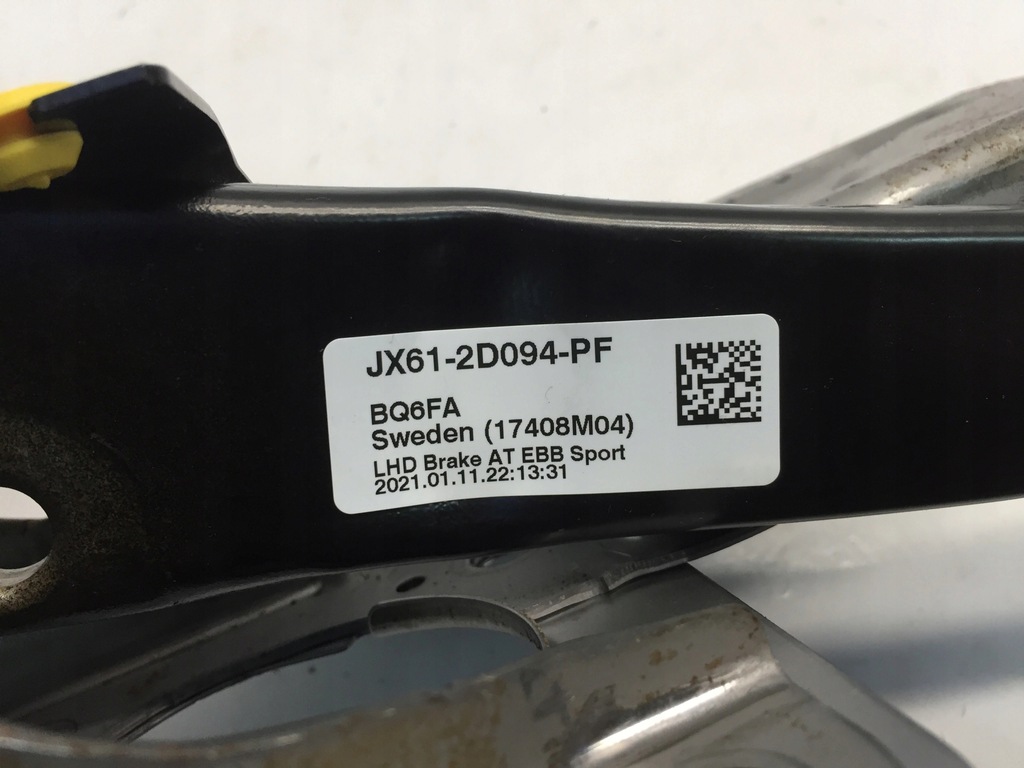 JX61-2D094-PF
BQ6FA
Sweden (17408M04)
LHD Brake AT EBB Sport
2021.01.11.22:13:31